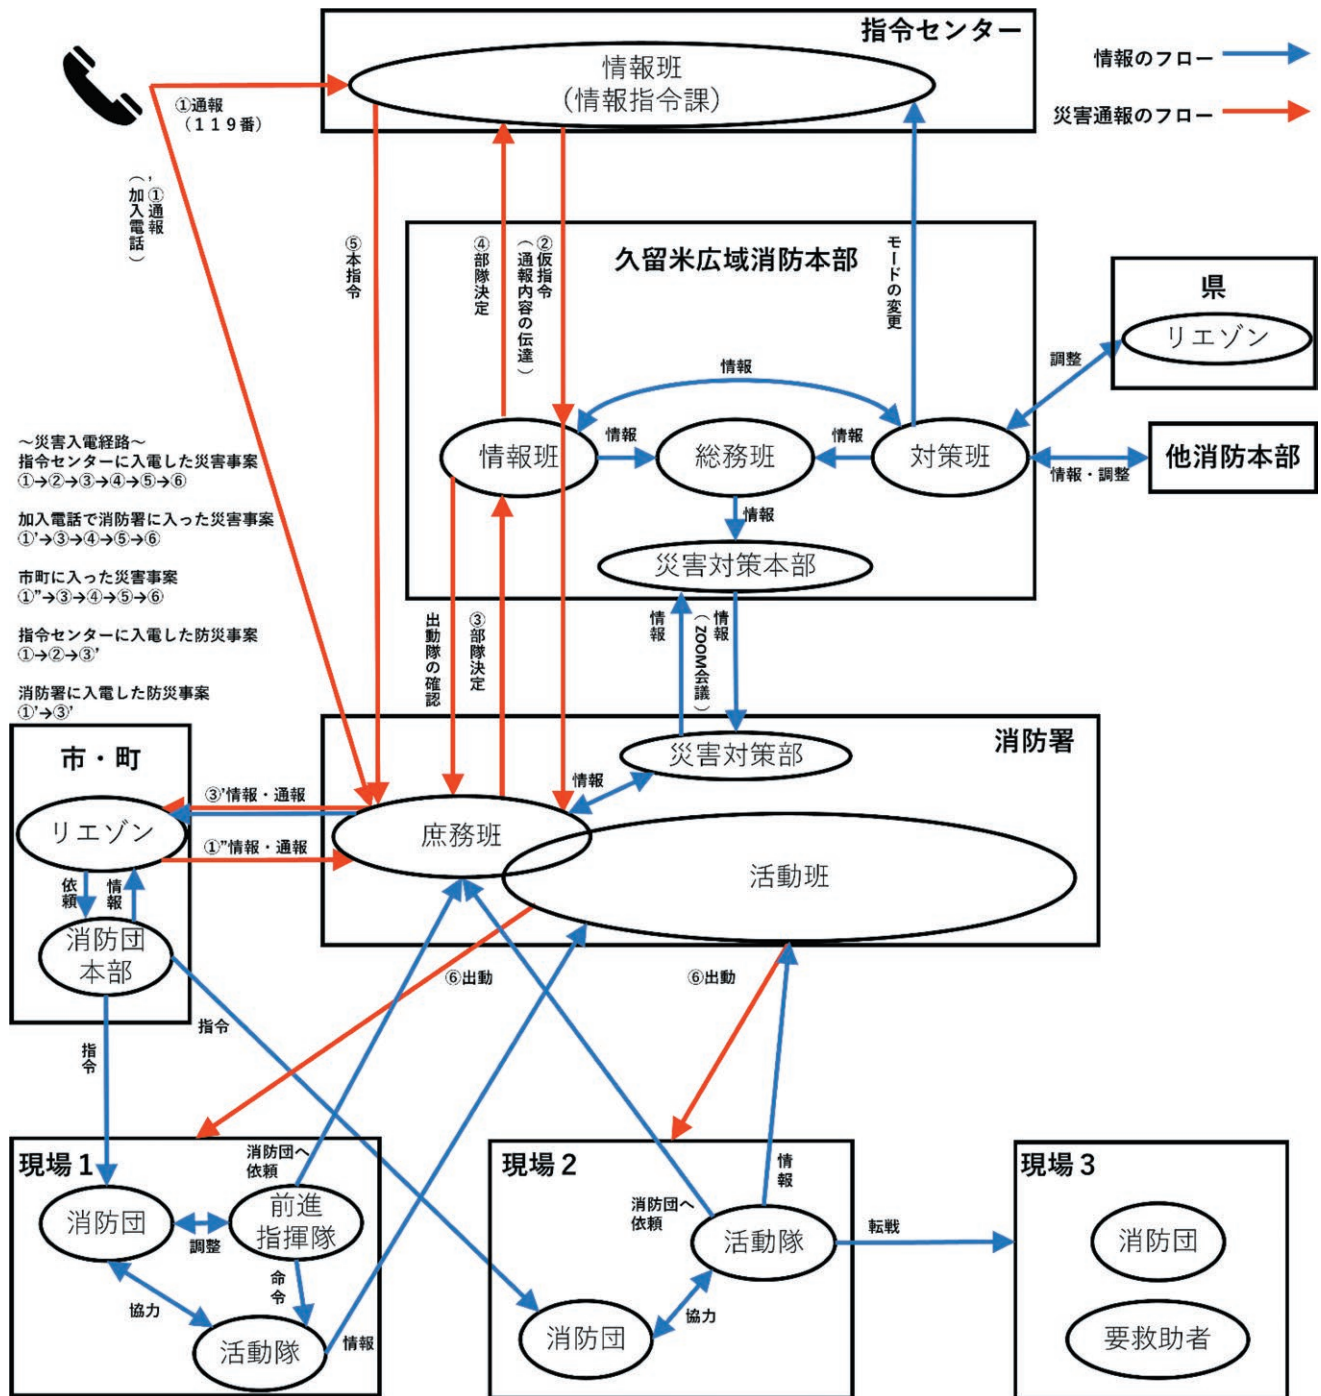 指令センター
情報班
（情報指令課）
情報のフロー
災害通報のフロー
①通報
（１１９番）
①'通報
（加入電話）
⑤本指令
④部隊決定
②仮指令
（通報内容の伝達）
モードの変更
久留米広域消防本部
県
リエゾン
調整
情報
情報班
情報
総務班
情報
対策班
情報・調整
他消防本部
情報
災害対策本部
～災害入電経路～
指令センターに入電した災害事案
①→②→③→④→⑤→⑥
加入電話で消防署に入った災害事案
①’→③→④→⑤→⑥
市町に入った災害事案
①”→③→④→⑤→⑥
指令センターに入電した防災事案
①→②→③’
消防署に入電した防災事案
①’→③’
出動隊の確認
③部隊決定
情報
情報
（ZOOM会議）
消防署
災害対策部
情報
庶務班
活動班
市・町
リエゾン
③’情報・通報
①”情報・通報
依頼
情報
消防団
本部
指令
指令
⑥出動
⑥出動
現場１
消防団へ
依頼
消防団
調整
前進
指揮隊
命令
協力
活動隊
情報
現場２
消防団へ
依頼
情報
活動隊
転戦
協力
消防団
現場３
消防団
要救助者